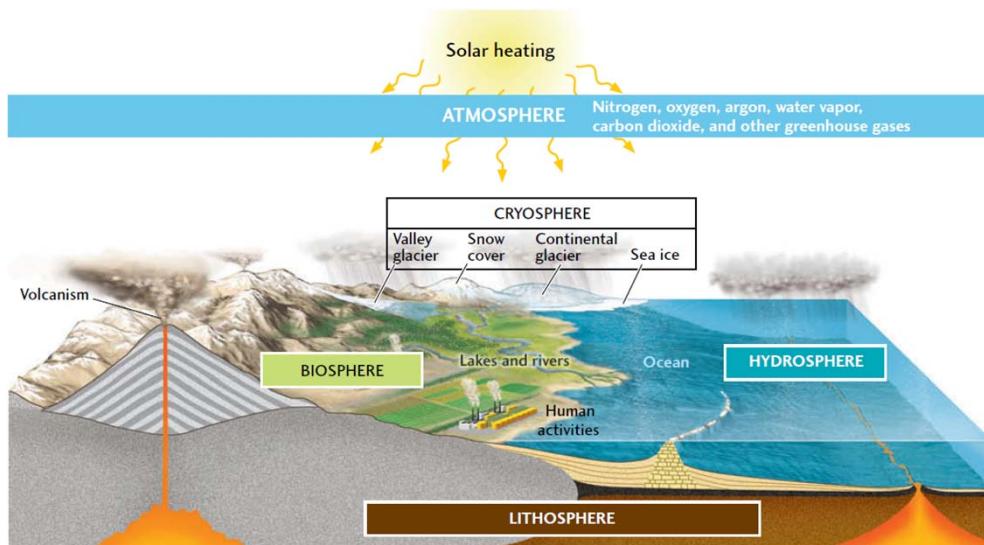 Solar heating
ATMOSPHERE
Nitrogen, oxygen, argon, water vapor,
carbon dioxide, and other greenhouse gases
CRYOSPHERE
Valley
glacier
Snow
cover
Continental
glacier
Sea ice
Volcanism
BIOSPHERE
Lakes and rivers
Ocean
HYDROSPHERE
Human
activities
LITHOSPHERE